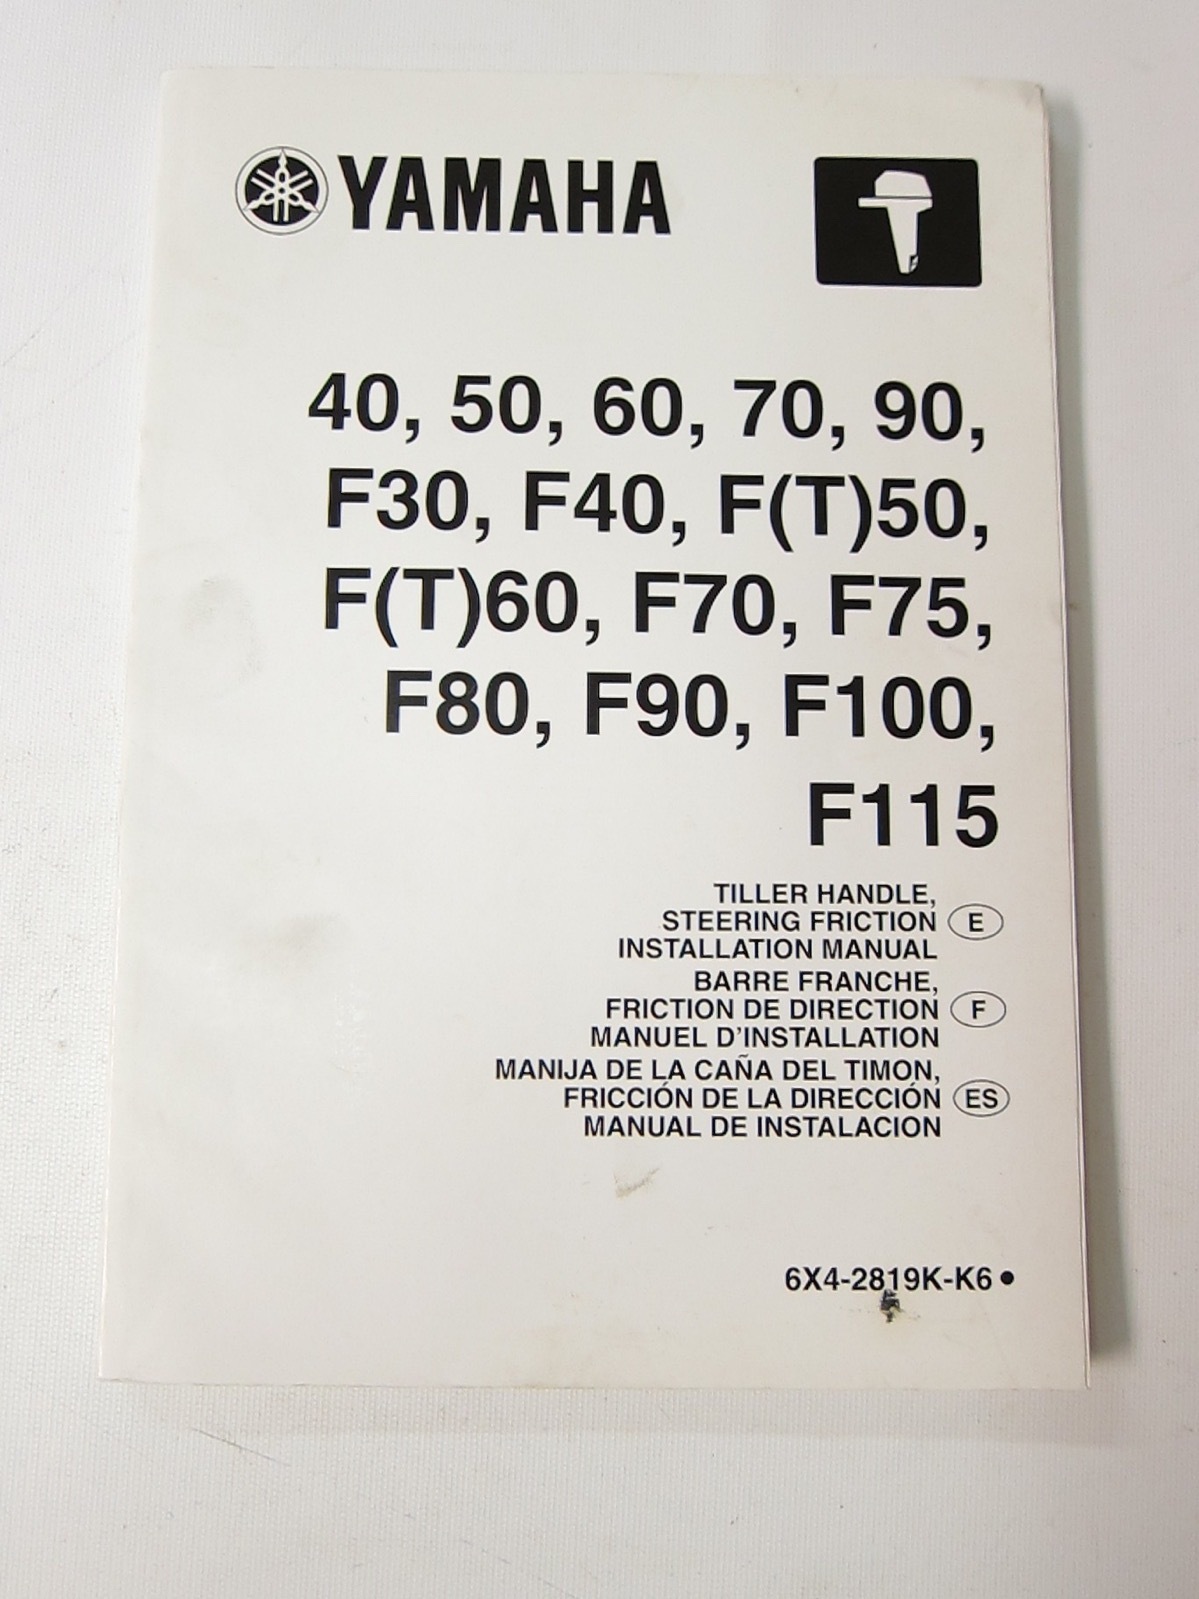 YAMAHA
40, 50, 60, 70, 90,
F30, F40, F(T)50,
F(T)60, F70, F75,
F80, F90, F100,
F115
TILLER HANDLE,
STEERING FRICTION E
INSTALLATION MANUAL
BARRE FRANCHE,
FRICTION DE DIRECTION F
MANUEL D'INSTALLATION
MANIJA DE LA CAÑA DEL TIMON,
FRICCIÓN DE LA DIRECCIÓN ES
MANUAL DE INSTALACION
6X4-2819K-K6●